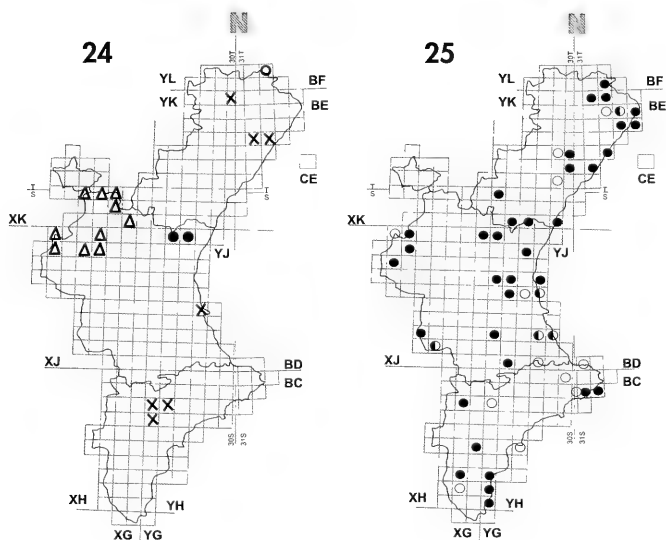 N
24
30T
31T
YL
BF
YK
BE
CE
T
S
T
S
XK
YJ
XJ
BD
BC
30S
31S
XH
YH
XG
YG
N
25
30T
31T
YL
BF
YK
BE
CE
T
S
T
S
XK
YJ
XJ
BD
BC
30S
31S
XH
YH
XG
YG